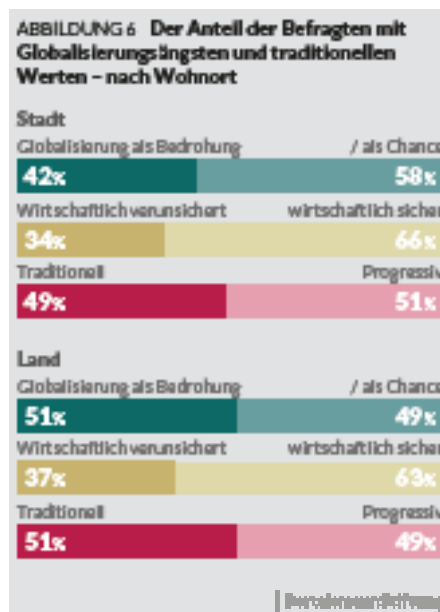 ABBILDUNG 6 Der Anteil der Befragten mit
Globalisierungsängsten und traditionellen
Werten – nach Wohnort
Stadt
Globalisierung als Bedrohung / als Chance
42% 58%
Wirtschaftlich verunsichert wirtschaftlich sicher
34% 66%
Traditionell Progressiv
49% 51%
Land
Globalisierung als Bedrohung / als Chance
51% 49%
Wirtschaftlich verunsichert wirtschaftlich sicher
37% 63%
Traditionell Progressiv
51% 49%